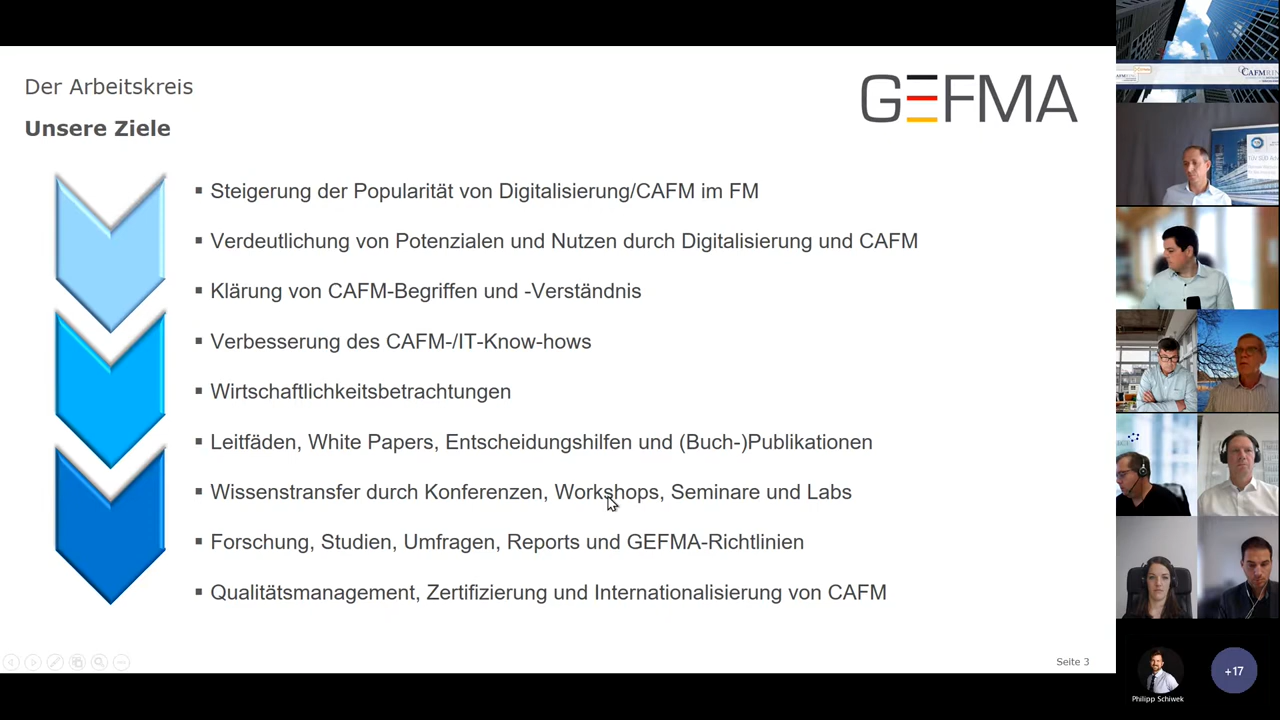 Der Arbeitskreis
Unsere Ziele
GEFMA
▪ Steigerung der Popularität von Digitalisierung/CAFM im FM
▪ Verdeutlichung von Potenzialen und Nutzen durch Digitalisierung und CAFM
▪ Klärung von CAFM-Begriffen und -Verständnis
▪ Verbesserung des CAFM-/IT-Know-hows
▪ Wirtschaftlichkeitsbetrachtungen
▪ Leitfäden, White Papers, Entscheidungshilfen und (Buch-)Publikationen
▪ Wissenstransfer durch Konferenzen, Workshops, Seminare und Labs
▪ Forschung, Studien, Umfragen, Reports und GEFMA-Richtlinien
▪ Qualitätsmanagement, Zertifizierung und Internationalisierung von CAFM
Seite 3
Philipp Schiwek
+17